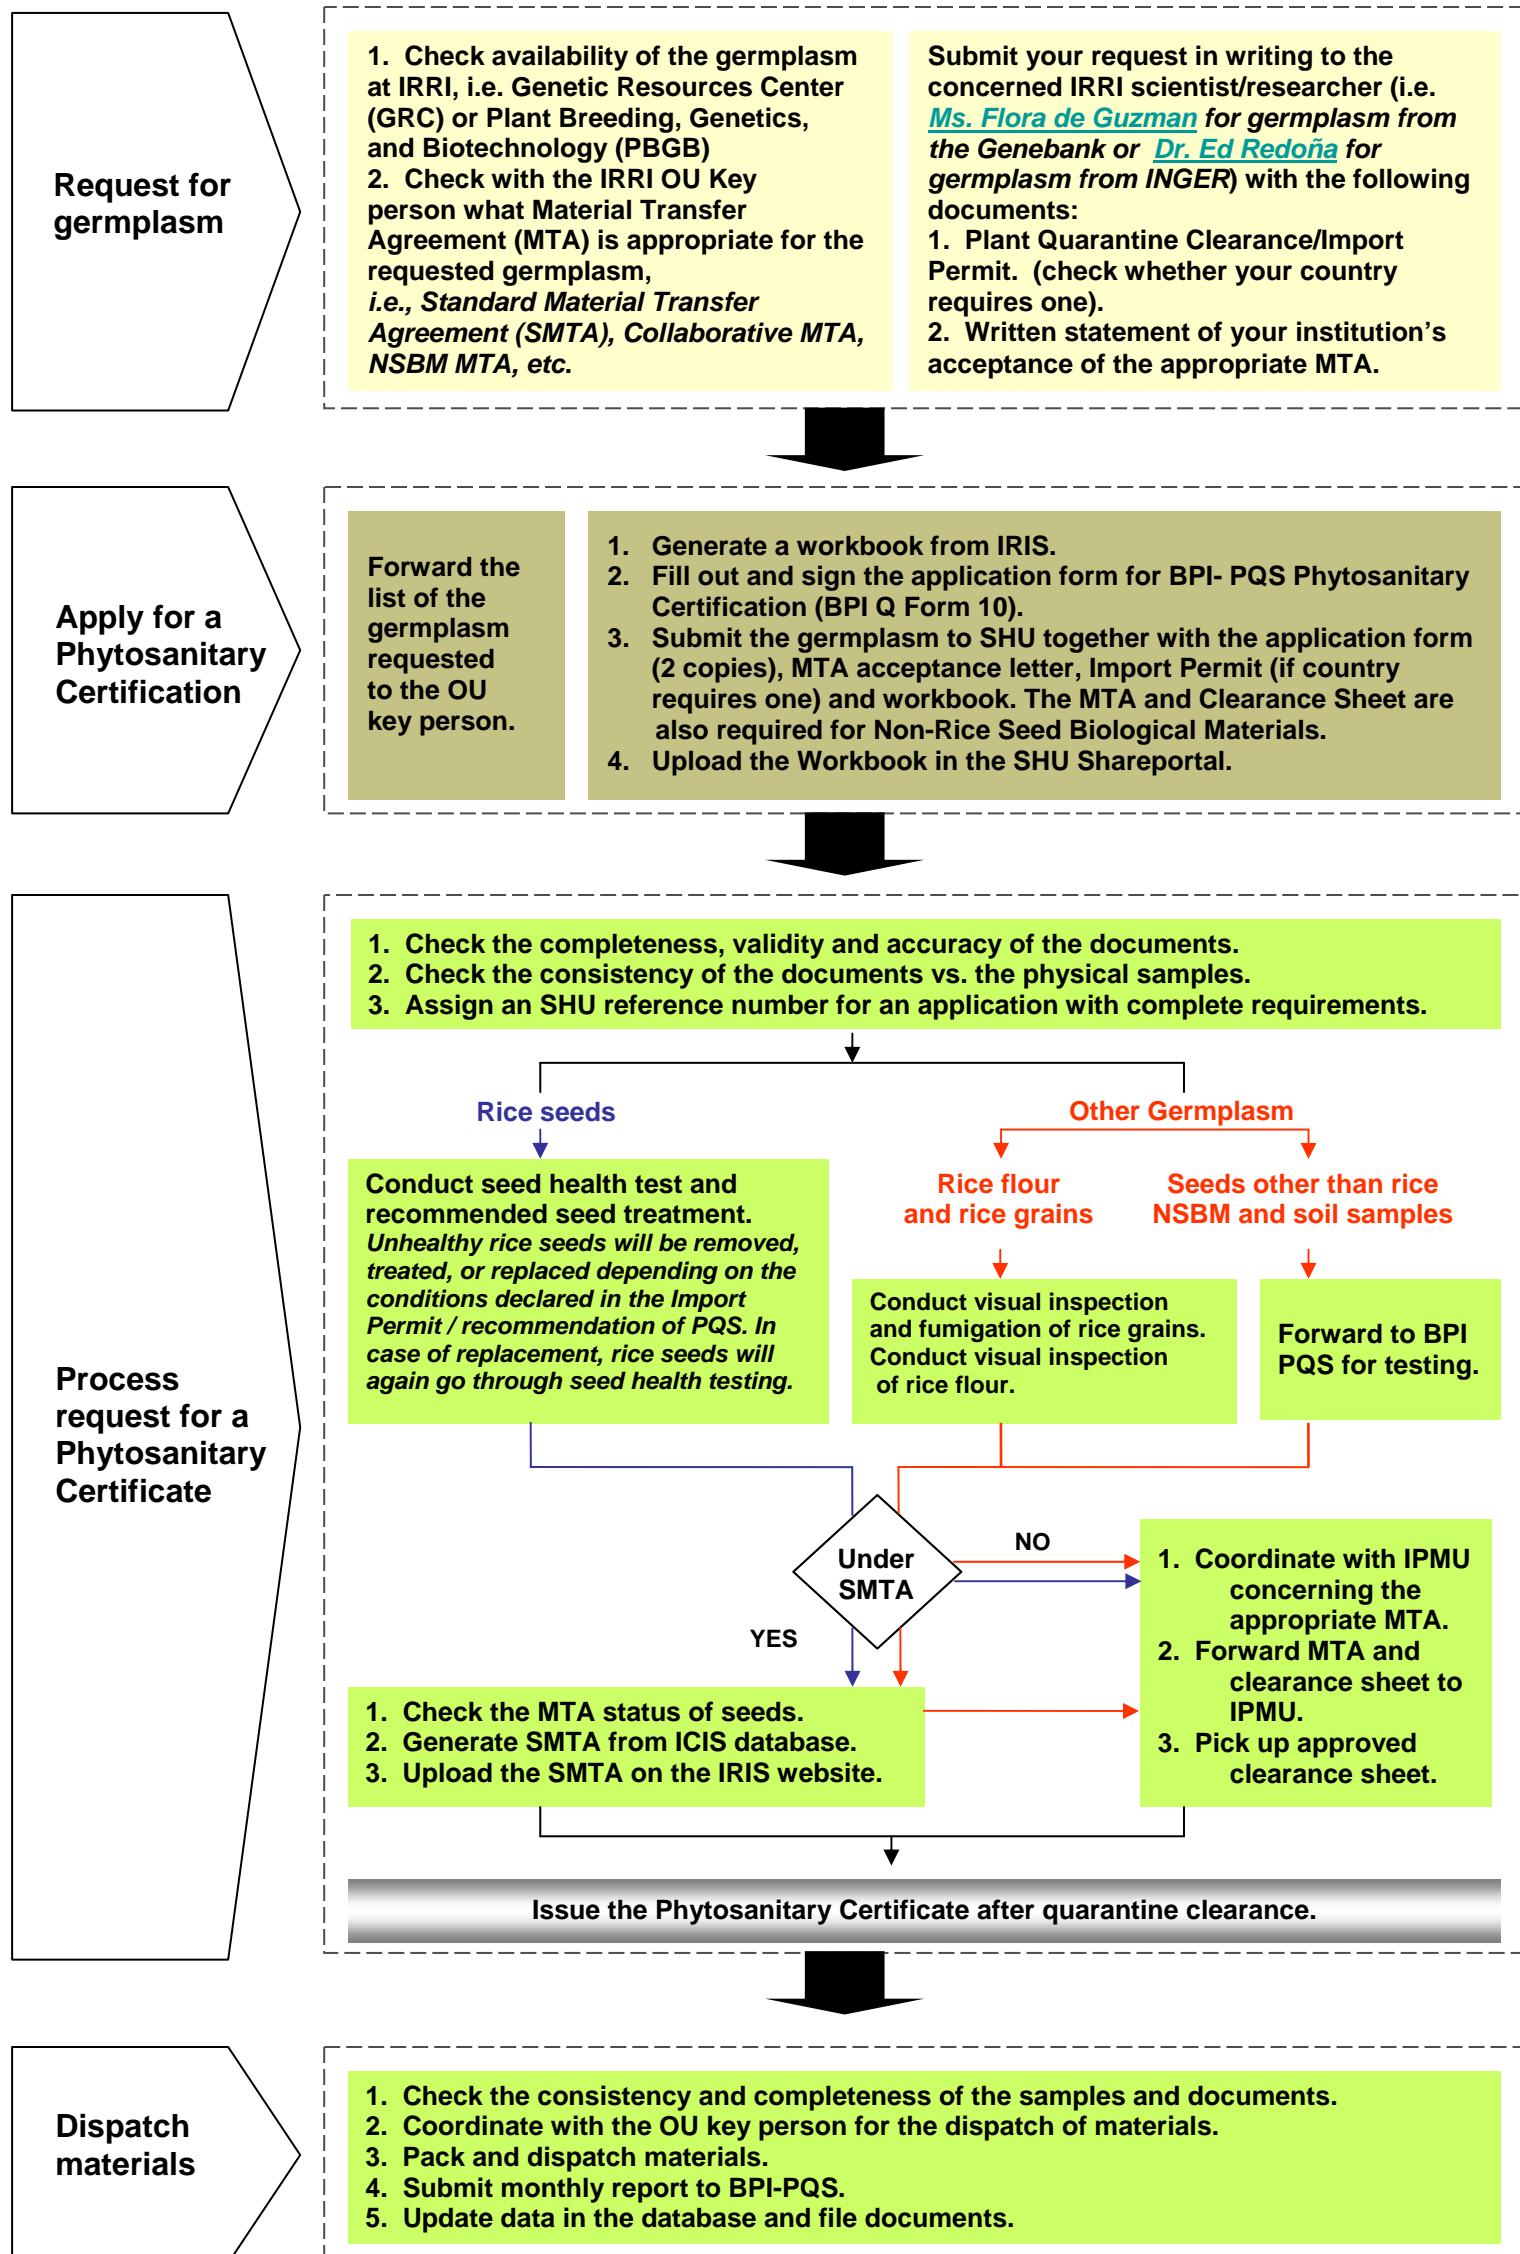 Request for
germplasm
1. Check availability of the germplasm
at IRRI, i.e. Genetic Resources Center
(GRC) or Plant Breeding, Genetics,
and Biotechnology (PBGB)
2. Check with the IRRI OU Key
person what Material Transfer
Agreement (MTA) is appropriate for the
requested germplasm,
i.e., Standard Material Transfer
Agreement (SMTA), Collaborative MTA,
NSBM MTA, etc.
Submit your request in writing to the
concerned IRRI scientist/researcher (i.e.
Ms. Flora de Guzman for germplasm from
the Genebank or Dr. Ed Redoña for
germplasm from INGER) with the following
documents:
1. Plant Quarantine Clearance/Import
Permit. (check whether your country
requires one).
2. Written statement of your institution’s
acceptance of the appropriate MTA.
Apply for a
Phytosanitary
Certification
Forward the
list of the
germplasm
requested
to the OU
key person.
1. Generate a workbook from IRIS.
2. Fill out and sign the application form for BPI- PQS Phytosanitary
Certification (BPI Q Form 10).
3. Submit the germplasm to SHU together with the application form
(2 copies), MTA acceptance letter, Import Permit (if country
requires one) and workbook. The MTA and Clearance Sheet are
also required for Non-Rice Seed Biological Materials.
4. Upload the Workbook in the SHU Shareportal.
Process
request for a
Phytosanitary
Certificate
1. Check the completeness, validity and accuracy of the documents.
2. Check the consistency of the documents vs. the physical samples.
3. Assign an SHU reference number for an application with complete requirements.
Rice seeds
Other Germplasm
Conduct seed health test and
recommended seed treatment.
Unhealthy rice seeds will be removed,
treated, or replaced depending on the
conditions declared in the Import
Permit / recommendation of PQS. In
case of replacement, rice seeds will
again go through seed health testing.
Rice flour
and rice grains
Seeds other than rice
NSBM and soil samples
Conduct visual inspection
and fumigation of rice grains.
Conduct visual inspection
of rice flour.
Forward to BPI
PQS for testing.
Under
SMTA
NO
YES
1. Coordinate with IPMU
concerning the
appropriate MTA.
2. Forward MTA and
clearance sheet to
IPMU.
3. Pick up approved
clearance sheet.
1. Check the MTA status of seeds.
2. Generate SMTA from ICIS database.
3. Upload the SMTA on the IRIS website.
Issue the Phytosanitary Certificate after quarantine clearance.
Dispatch
materials
1. Check the consistency and completeness of the samples and documents.
2. Coordinate with the OU key person for the dispatch of materials.
3. Pack and dispatch materials.
4. Submit monthly report to BPI-PQS.
5. Update data in the database and file documents.